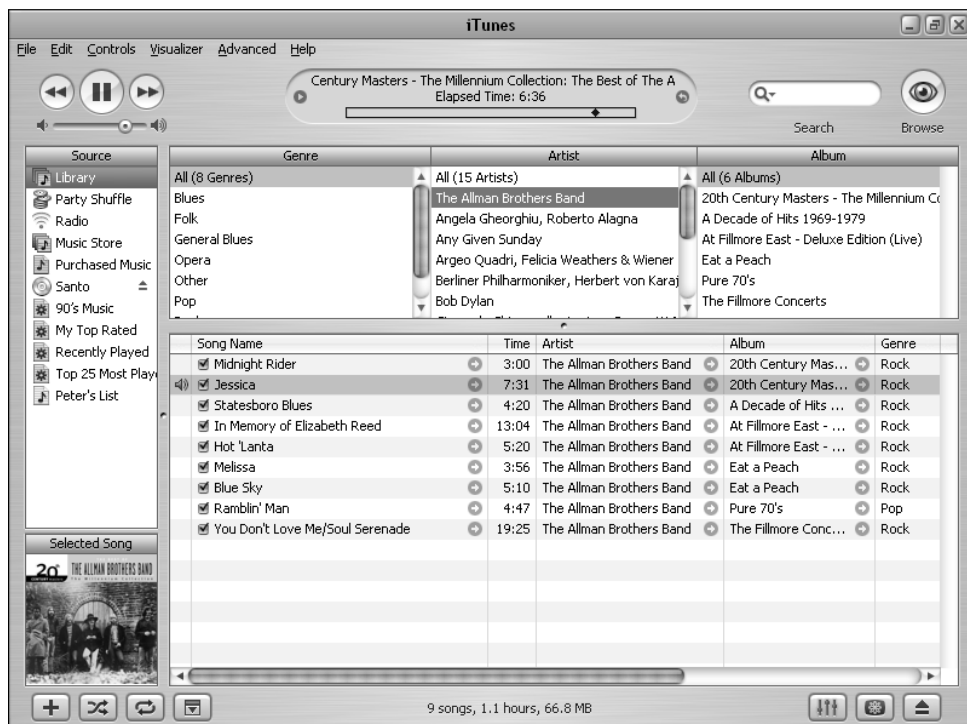 iTunes
File Edit Controls Visualizer Advanced Help
Century Masters - The Millennium Collection: The Best of The A
Elapsed Time: 6:36
Search
Browse
Source
Library
Party Shuffle
Radio
Music Store
Purchased Music
Santo
90's Music
My Top Rated
Recently Played
Top 25 Most Play
Peter's List
Genre
All (8 Genres)
Blues
Folk
General Blues
Opera
Other
Pop
Artist
All (15 Artists)
The Allman Brothers Band
Angela Gheorghiu, Roberto Alagna
Any Given Sunday
Argeo Quadri, Felicia Weathers & Wiener
Berliner Philharmoniker, Herbert von Karaj
Bob Dylan
Album
All (6 Albums)
20th Century Masters - The Millennium Co
A Decade of Hits 1969-1979
At Fillmore East - Deluxe Edition (Live)
Eat a Peach
Pure 70's
The Fillmore Concerts
Song Name Time Artist Album Genre
Midnight Rider 3:00 The Allman Brothers Band 20th Century Mas... Rock
Jessica 7:31 The Allman Brothers Band 20th Century Mas... Rock
Statesboro Blues 4:20 The Allman Brothers Band A Decade of Hits ... Rock
In Memory of Elizabeth Reed 13:04 The Allman Brothers Band At Fillmore East - ... Rock
Hot 'Lanta 5:20 The Allman Brothers Band At Fillmore East - ... Rock
Melissa 3:56 The Allman Brothers Band Eat a Peach Rock
Blue Sky 5:10 The Allman Brothers Band Eat a Peach Rock
Ramblin' Man 4:47 The Allman Brothers Band Pure 70's Pop
You Don't Love Me/Soul Serenade 19:25 The Allman Brothers Band The Fillmore Conc... Rock
Selected Song
20th THE ALLMAN BROTHERS BAND
The Millennium Collection
9 songs, 1.1 hours, 66.8 MB